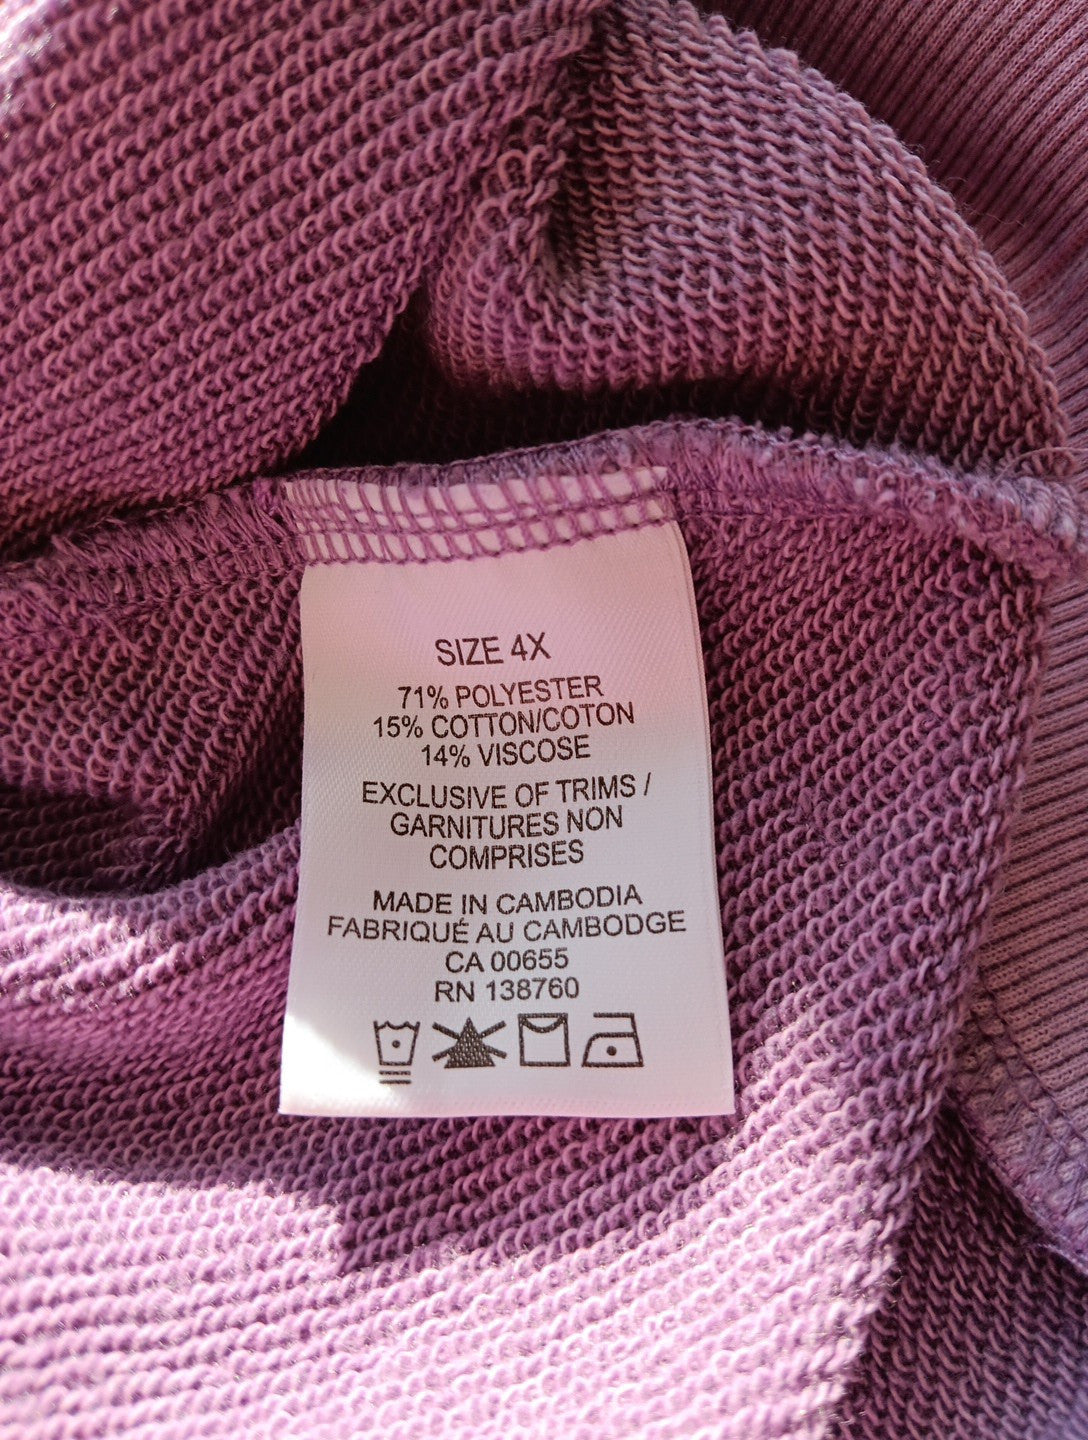 SIZE 4X
71% POLYESTER
15% COTTON/COTON
14% VISCOSE
EXCLUSIVE OF TRIMS /
GARNITURES NON
COMPRISES
MADE IN CAMBODIA
FABRIQUÉ AU CAMBODGE
CA 00655
RN 138760